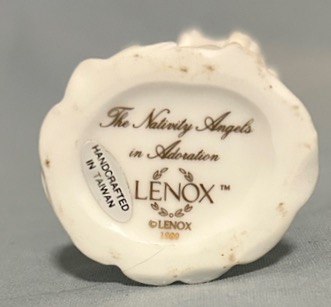 The Nativity Angels
in Adoration
HANDCRAFTED
IN TAIWAN
LENOX™
©LENOX